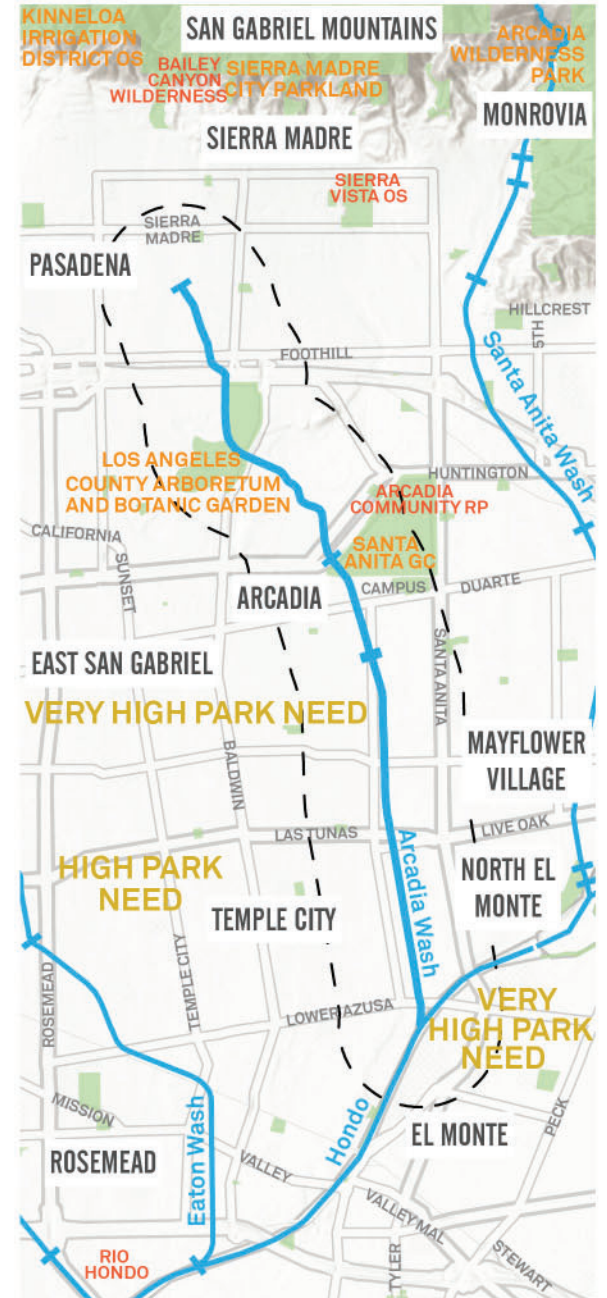 KINNELOA
IRRIGATION
DISTRICT OS
SAN GABRIEL MOUNTAINS
ARCADIA
WILDERNESS
PARK
BAILEY
CANYON
WILDERNESS
SIERRA MADRE
CITY PARKLAND
MONROVIA
SIERRA MADRE
SIERRA
VISTA OS
SIERRA
MADRE
PASADENA
HILLCREST
5TH
FOOTHILL
Santa Anita Wash
LOS ANGELES
COUNTY ARBORETUM
AND BOTANIC GARDEN
HUNTINGTON
ARCADIA
COMMUNITY RP
CALIFORNIA
SUNSET
SANTA
ANITA GC
ARCADIA
CAMPUS
DUARTE
EAST SAN GABRIEL
SANTA ANITA
VERY HIGH PARK NEED
BALDWIN
MAYFLOWER
VILLAGE
LAS TUNAS
LIVE OAK
Arcadia Wash
HIGH PARK
NEED
NORTH EL
MONTE
TEMPLE CITY
ROSEMEAD
TEMPLE CITY
LOWER AZUSA
VERY
HIGH PARK
NEED
MISSION
Eaton Wash
Hondo
EL MONTE
PECK
ROSEMEAD
VALLEY
VALLEY MAL
RIO
HONDO
TYLER
STEWART